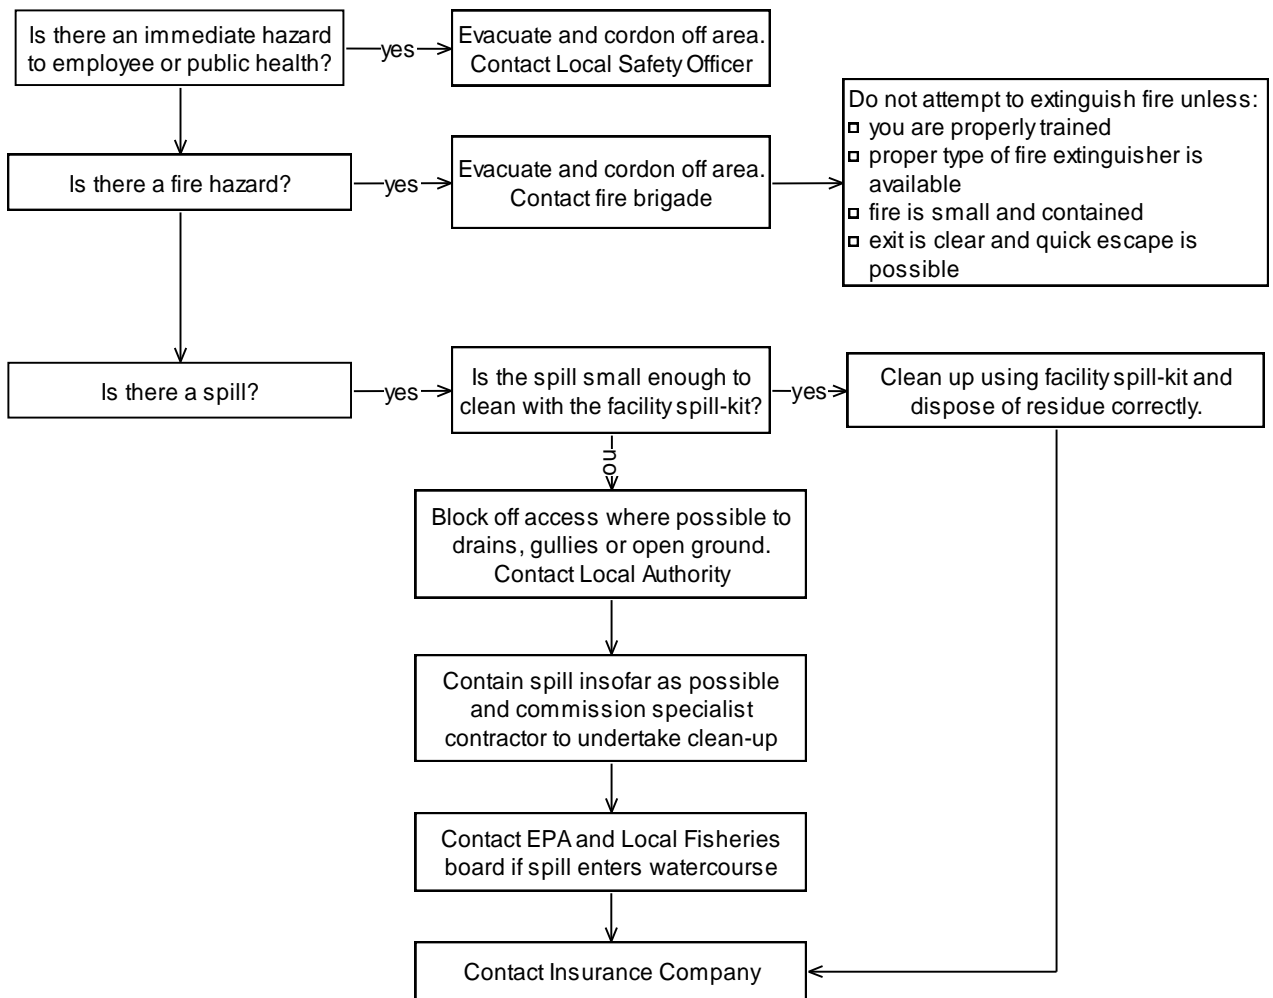 Is there an immediate hazard
to employee or public health?
yes
Evacuate and cordon off area.
Contact Local Safety Officer
Is there a fire hazard?
yes
Evacuate and cordon off area.
Contact fire brigade
Do not attempt to extinguish fire unless:
you are properly trained
proper type of fire extinguisher is
available
fire is small and contained
exit is clear and quick escape is
possible
Is there a spill?
yes
Is the spill small enough to
clean with the facility spill-kit?
yes
Clean up using facility spill-kit and
dispose of residue correctly.
no
Block off access where possible to
drains, gullies or open ground.
Contact Local Authority
Contain spill insofar as possible
and commission specialist
contractor to undertake clean-up
Contact EPA and Local Fisheries
board if spill enters watercourse
Contact Insurance Company